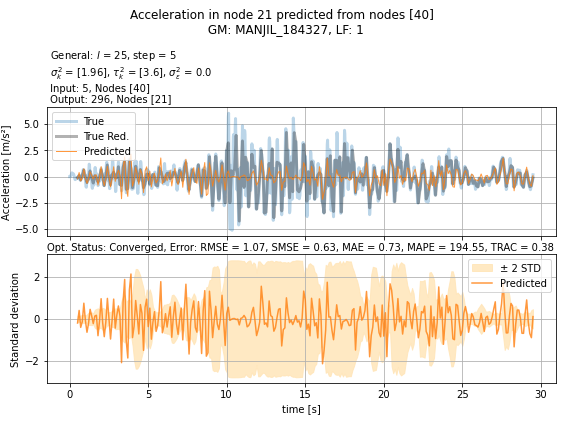 Acceleration in node 21 predicted from nodes [40]
GM: MANJIL_184327, LF: 1
General: l = 25, step = 5
σ²ₖ = [1.96], τ²ₖ = [3.6], σ²ε = 0.0
Input: 5, Nodes [40]
Output: 296, Nodes [21]
Acceleration [m/s²]
5.0
2.5
0.0
−2.5
−5.0
True
True Red.
Predicted
Opt. Status: Converged, Error: RMSE = 1.07, SMSE = 0.63, MAE = 0.73, MAPE = 194.55, TRAC = 0.38
Standard deviation
2
0
−2
± 2 STD
Predicted
0 5 10 15 20 25 30
time [s]